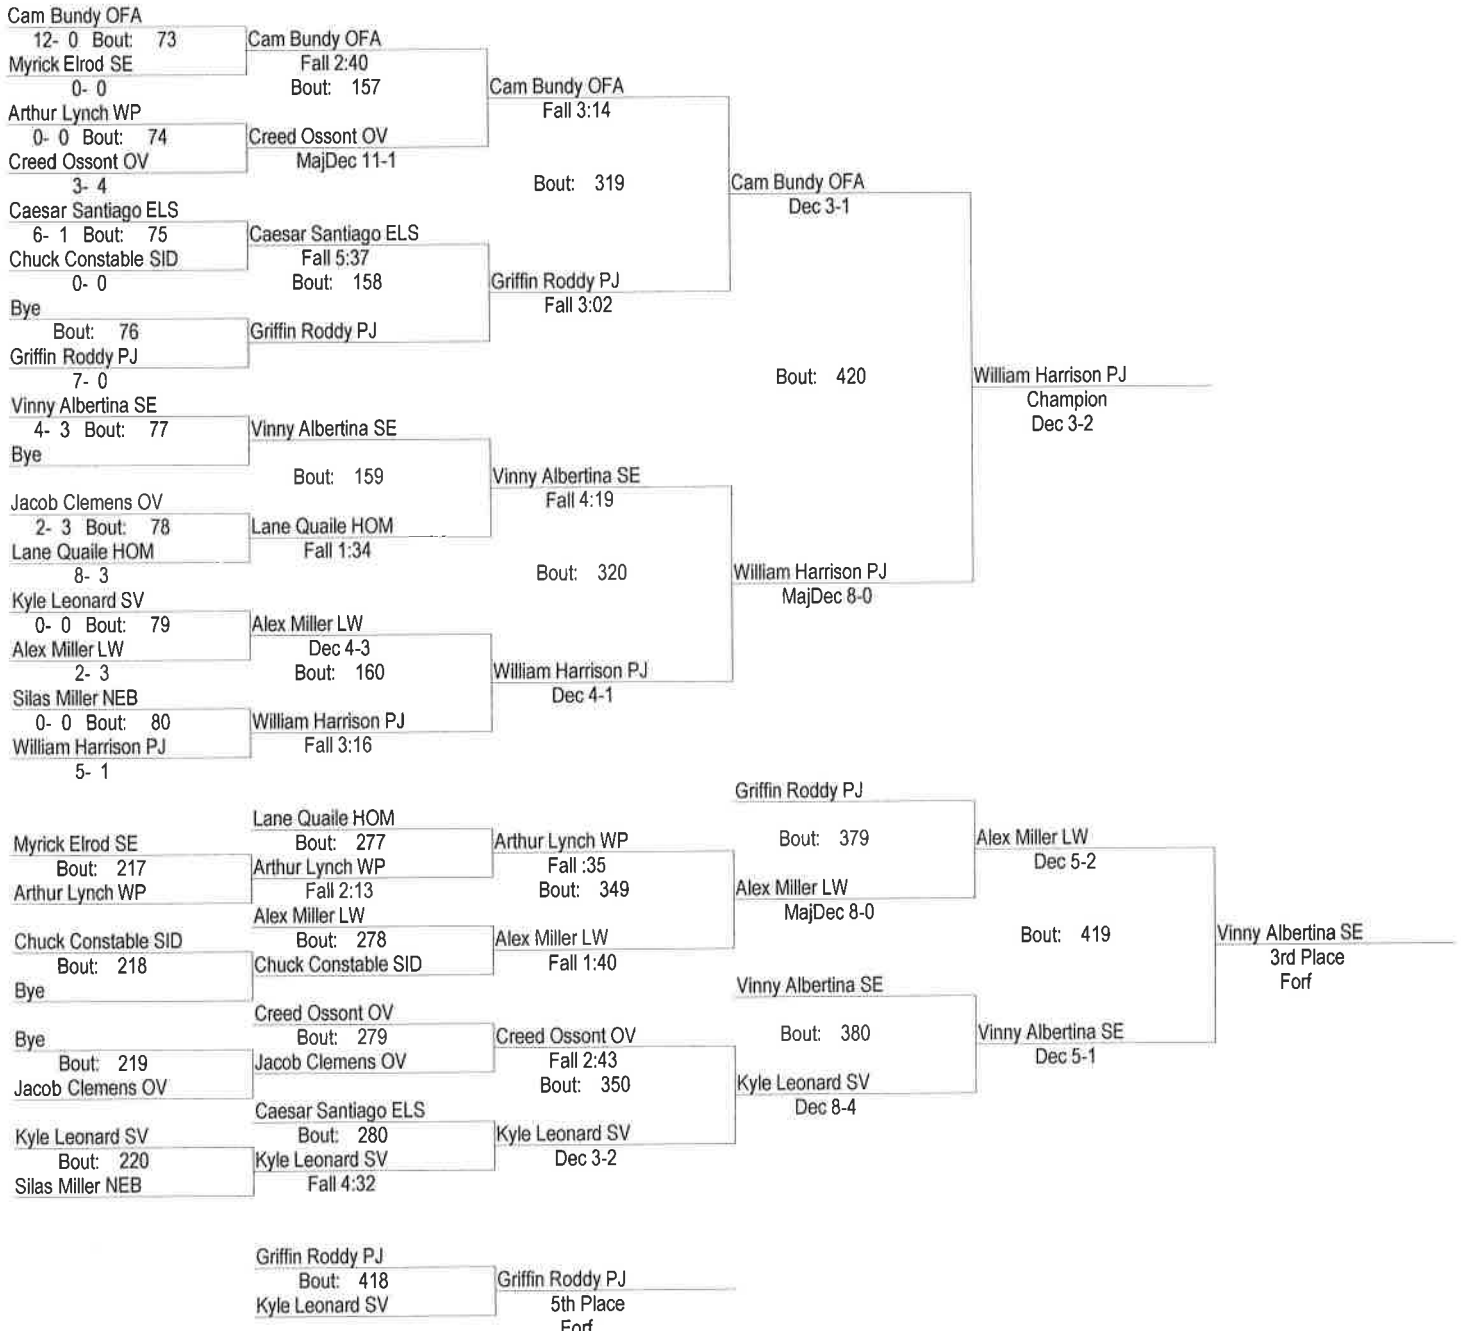 Cam Bundy OFA
12- 0 Bout: 73
Myrick Elrod SE
0- 0
Arthur Lynch WP
0- 0 Bout: 74
Creed Ossont OV
3- 4
Caesar Santiago ELS
6- 1 Bout: 75
Chuck Constable SID
0- 0
Bye
Bout: 76
Griffin Roddy PJ
7- 0
Vinny Albertina SE
4- 3 Bout: 77
Bye
Jacob Clemens OV
2- 3 Bout: 78
Lane Quaile HOM
8- 3
Kyle Leonard SV
0- 0 Bout: 79
Alex Miller LW
2- 3
Silas Miller NEB
0- 0 Bout: 80
William Harrison PJ
5- 1
Cam Bundy OFA
Fall 2:40
Bout: 157
Creed Ossont OV
MajDec 11-1
Caesar Santiago ELS
Fall 5:37
Bout: 158
Griffin Roddy PJ
Vinny Albertina SE
Bout: 159
Lane Quaile HOM
Fall 1:34
Alex Miller LW
Dec 4-3
Bout: 160
William Harrison PJ
Fall 3:16
Cam Bundy OFA
Fall 3:14
Bout: 319
Griffin Roddy PJ
Fall 3:02
Vinny Albertina SE
Fall 4:19
Bout: 320
William Harrison PJ
Dec 4-1
Cam Bundy OFA
Dec 3-1
Bout: 420
William Harrison PJ
MajDec 8-0
William Harrison PJ
Champion
Dec 3-2
Myrick Elrod SE
Bout: 217
Arthur Lynch WP
Chuck Constable SID
Bout: 218
Bye
Bye
Bout: 219
Jacob Clemens OV
Kyle Leonard SV
Bout: 220
Silas Miller NEB
Lane Quaile HOM
Bout: 277
Arthur Lynch WP
Fall 2:13
Alex Miller LW
Bout: 278
Chuck Constable SID
Creed Ossont OV
Bout: 279
Jacob Clemens OV
Caesar Santiago ELS
Bout: 280
Kyle Leonard SV
Fall 4:32
Arthur Lynch WP
Fall :35
Bout: 349
Alex Miller LW
Fall 1:40
Creed Ossont OV
Fall 2:43
Bout: 350
Kyle Leonard SV
Dec 3-2
Griffin Roddy PJ
Bout: 379
Alex Miller LW
MajDec 8-0
Vinny Albertina SE
Bout: 380
Kyle Leonard SV
Dec 8-4
Alex Miller LW
Dec 5-2
Bout: 419
Vinny Albertina SE
Dec 5-1
Vinny Albertina SE
3rd Place
Forf
Griffin Roddy PJ
Bout: 418
Kyle Leonard SV
Griffin Roddy PJ
5th Place
Forf